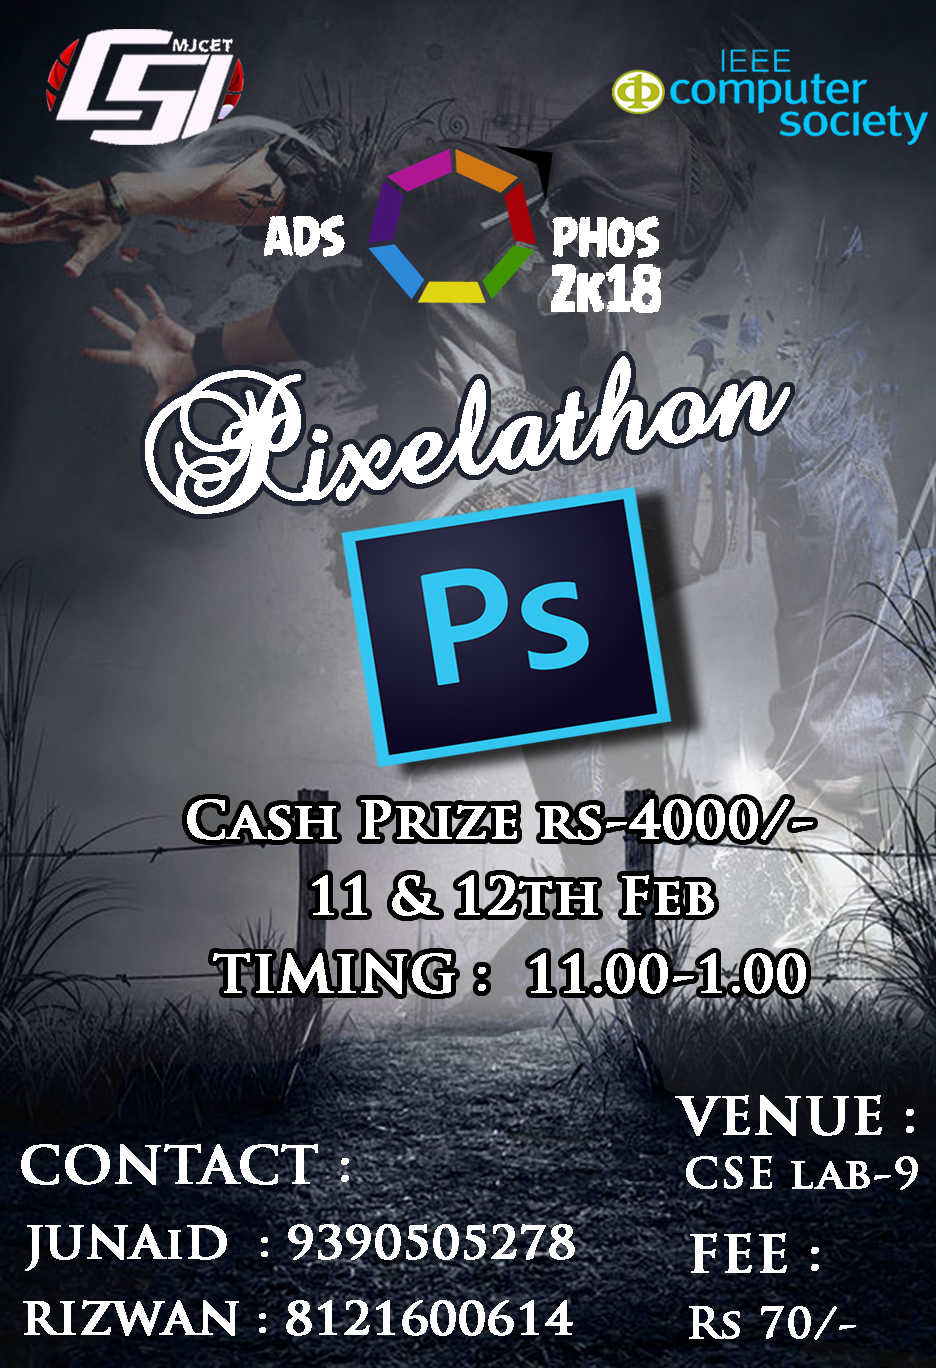 MJCET
CSI
IEEE
computer
society
ADS
PHOS
2K18
Pixelathon
Ps
CASH PRIZE RS-4000/-
11 & 12TH FEB
TIMING : 11.00-1.00
VENUE :
CSE LAB-9
CONTACT :
JUNAiD : 9390505278
FEE :
RIZWAN : 8121600614
RS 70/-